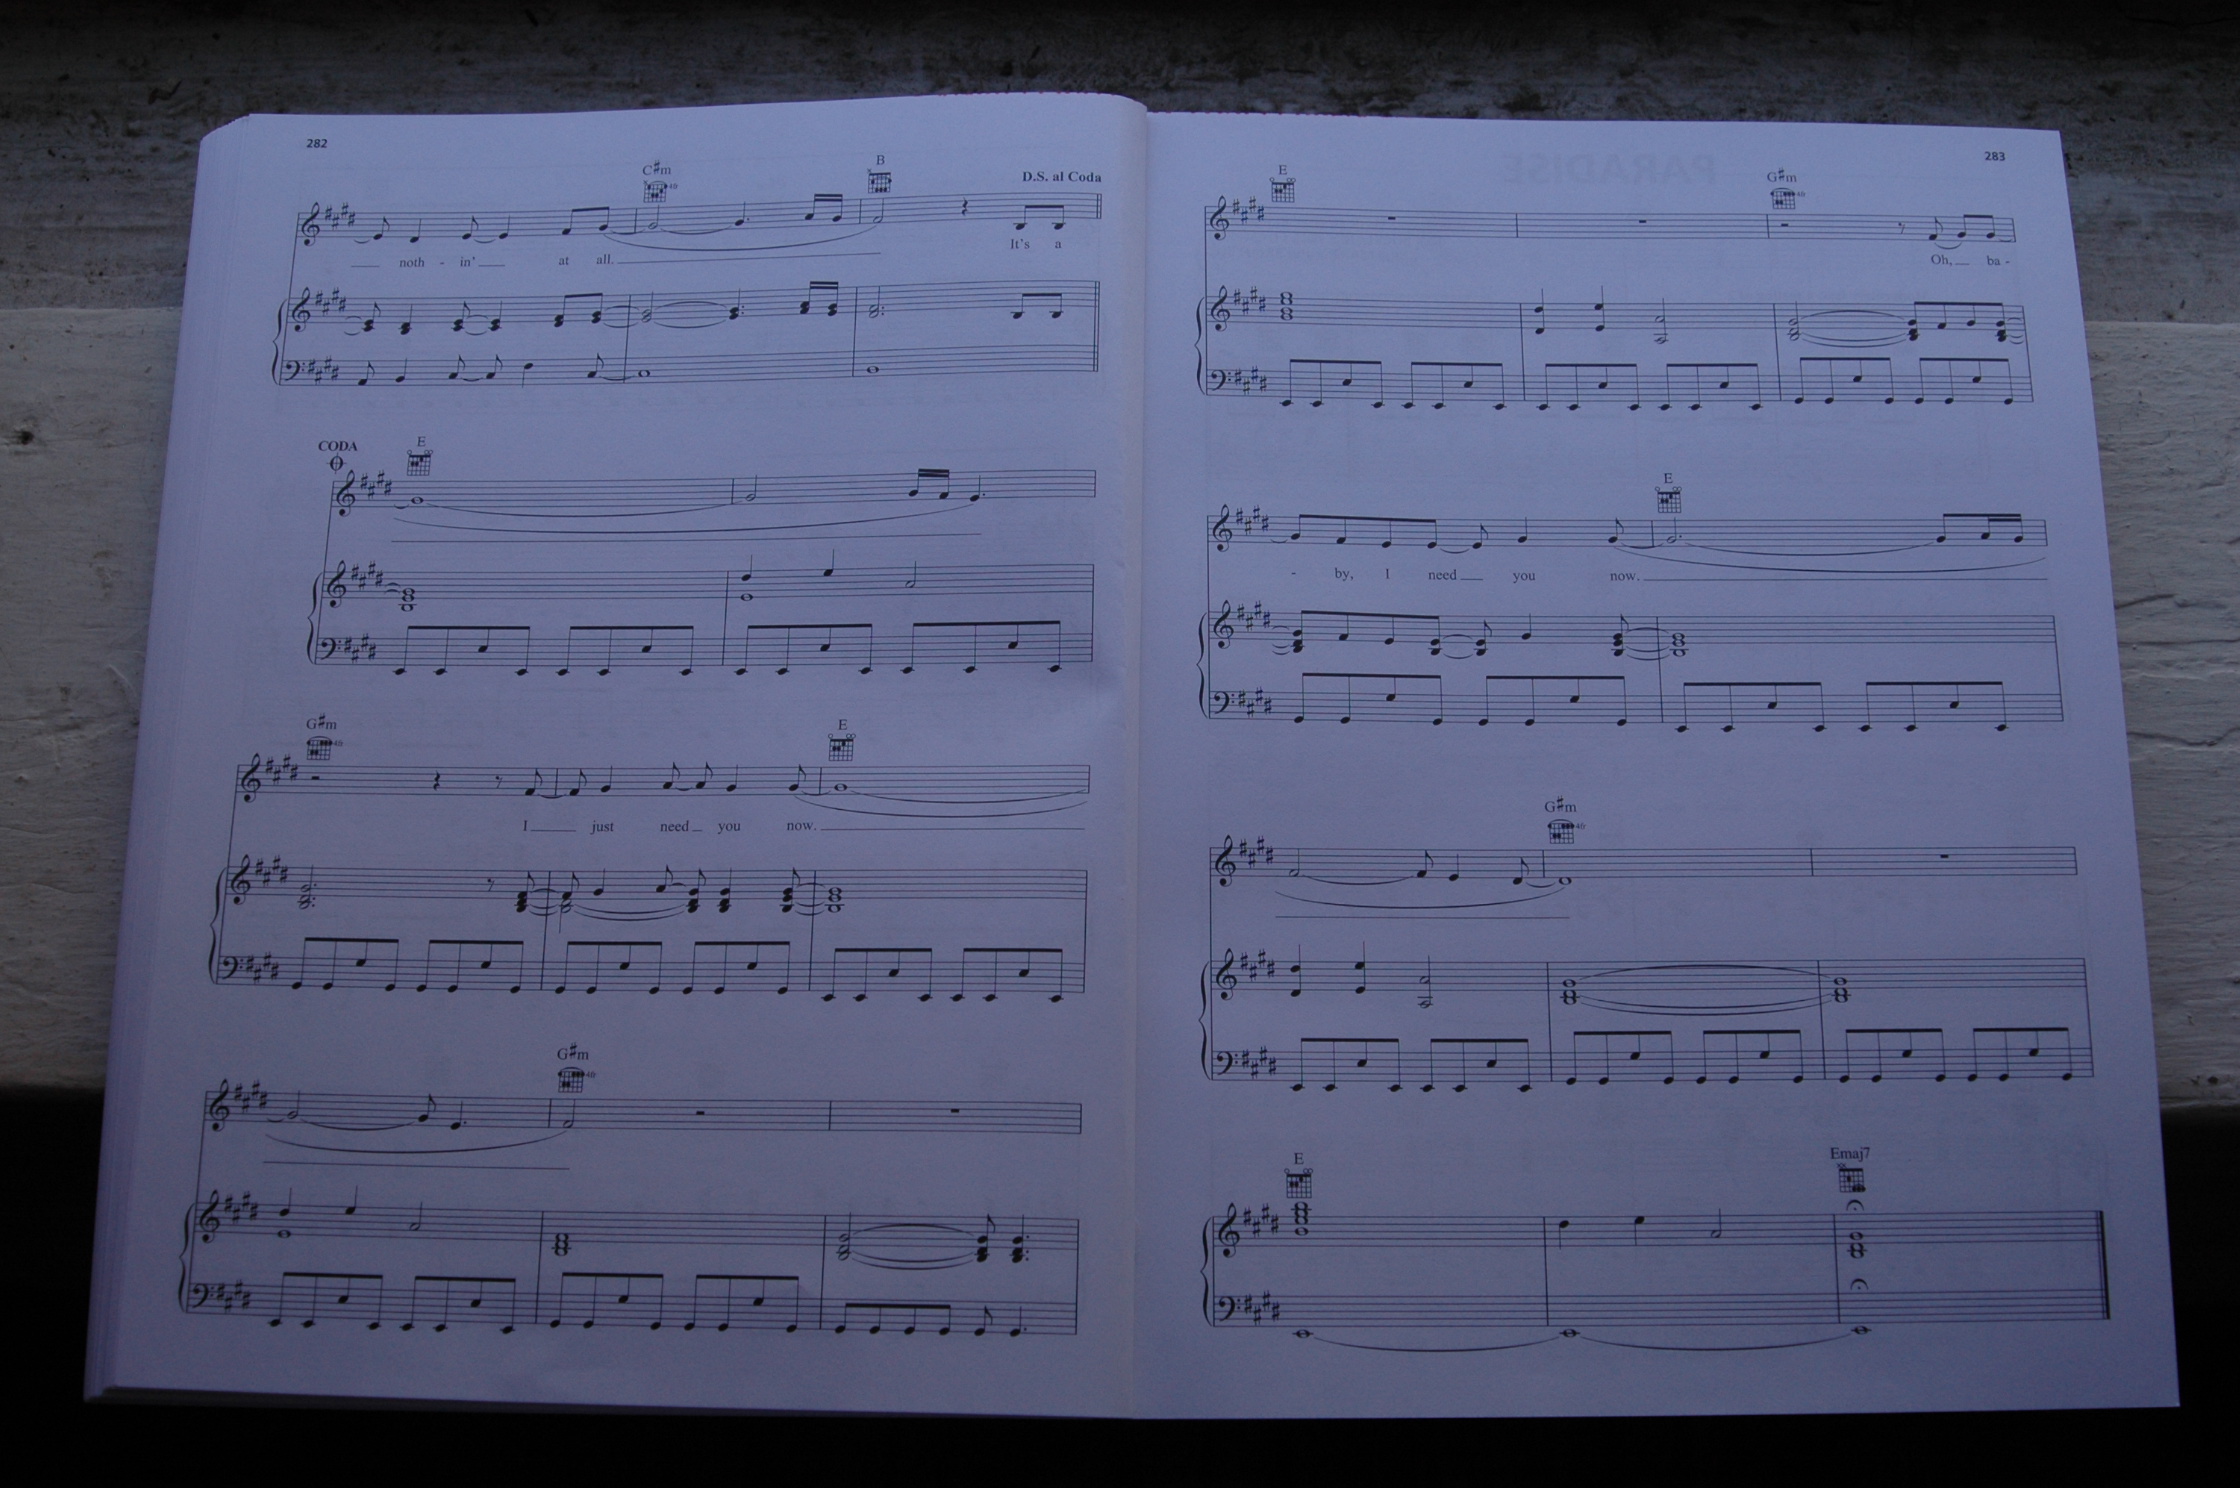 282
C#m B D.S. al Coda
It's a
noth - in' at all.
CODA E
G#m E
I just need you now.
G#m
283
PARADISE
E G#m
Oh, ba -
E
- by, I need you now.
G#m
E Emaj7